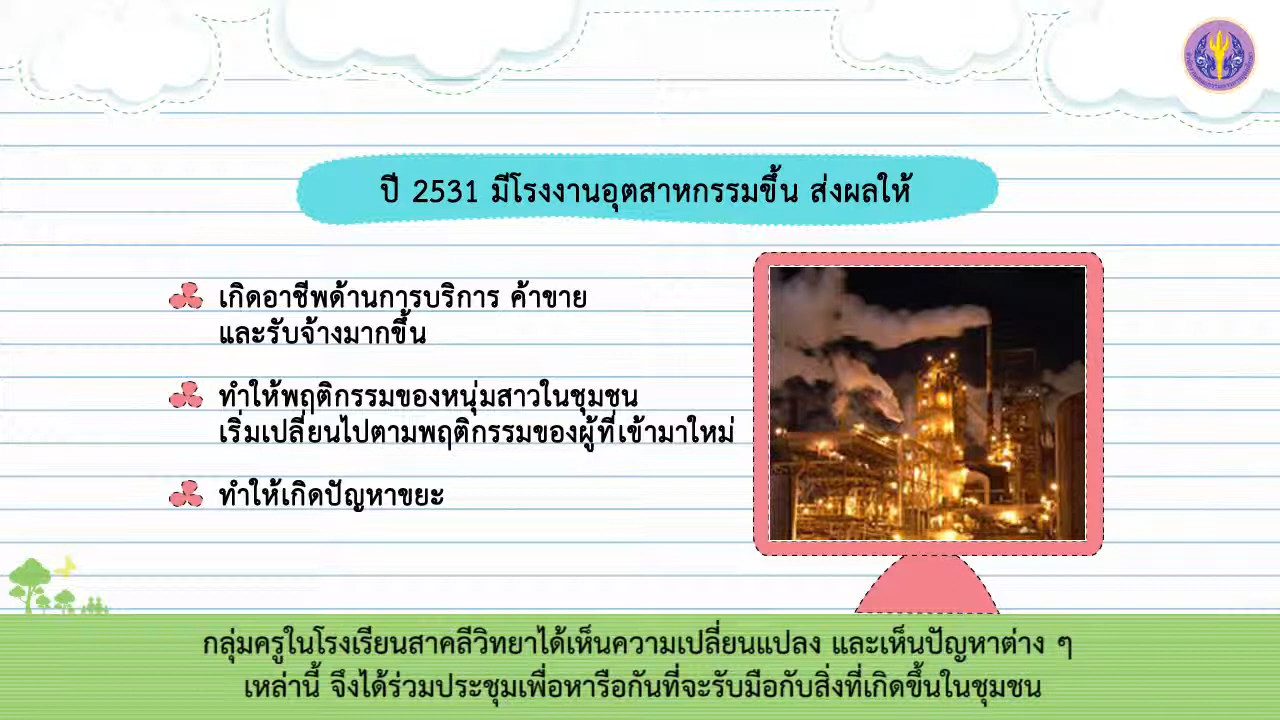 ปี 2531 มีโรงงานอุตสาหกรรมขึ้น ส่งผลให้
เกิดอาชีพด้านการบริการ ค้าขาย
และรับจ้างมากขึ้น
ทำให้พฤติกรรมของหนุ่มสาวในชุมชน
เริ่มเปลี่ยนไปตามพฤติกรรมของผู้ที่เข้ามาใหม่
ทำให้เกิดปัญหาขยะ
กลุ่มครูในโรงเรียนสาคลีวิทยาได้เห็นความเปลี่ยนแปลง และเห็นปัญหาต่าง ๆ
เหล่านี้ จึงได้ร่วมประชุมเพื่อหารือกันที่จะรับมือกับสิ่งที่เกิดขึ้นในชุมชน